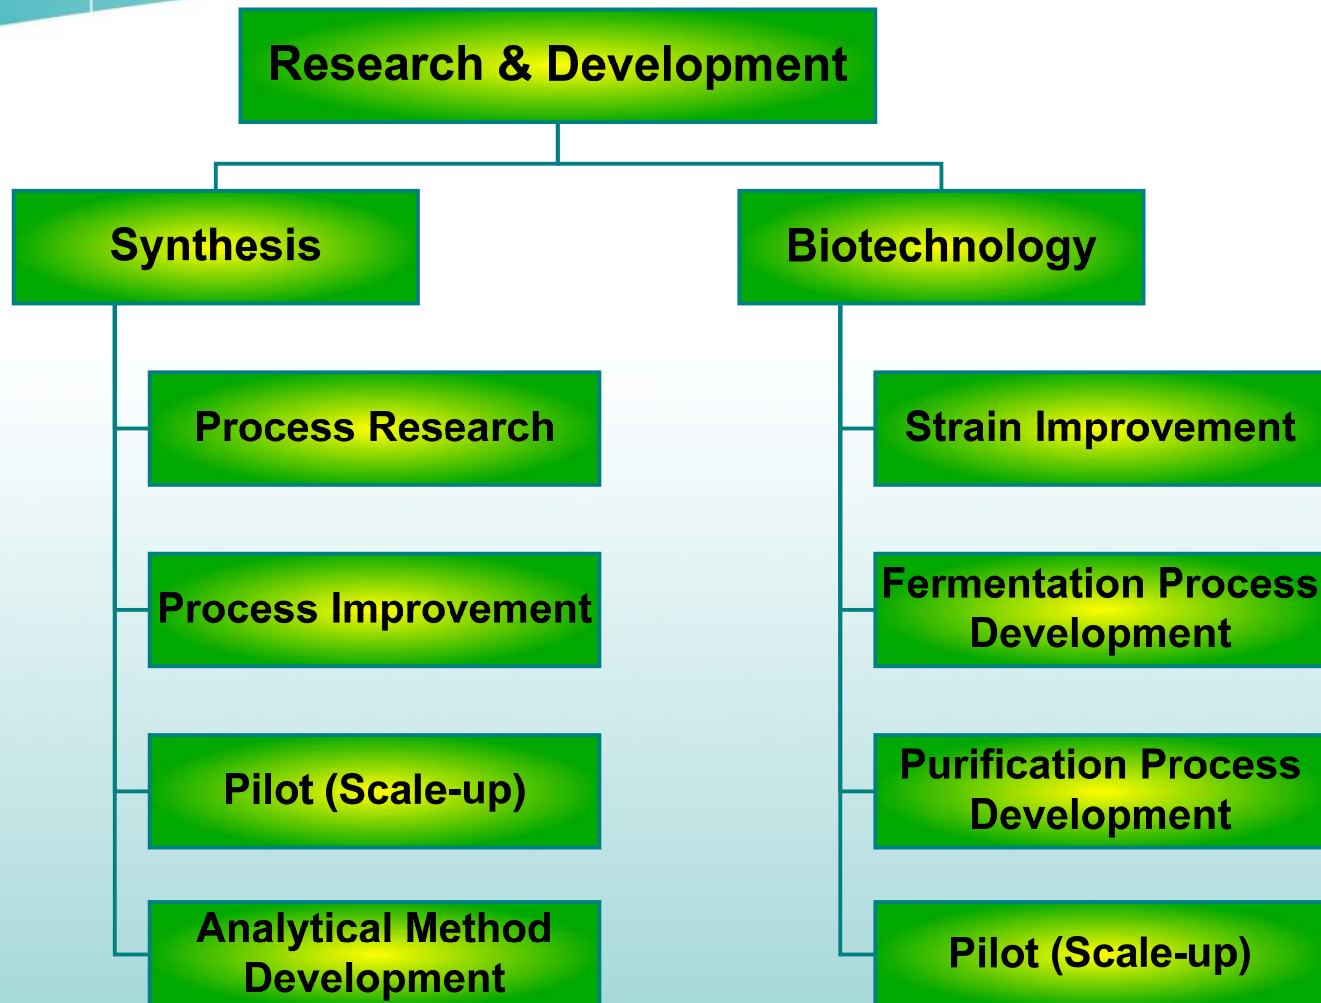 Research & Development
Synthesis
Biotechnology
Process Research
Strain Improvement
Process Improvement
Fermentation Process
Development
Pilot (Scale-up)
Purification Process
Development
Analytical Method
Development
Pilot (Scale-up)